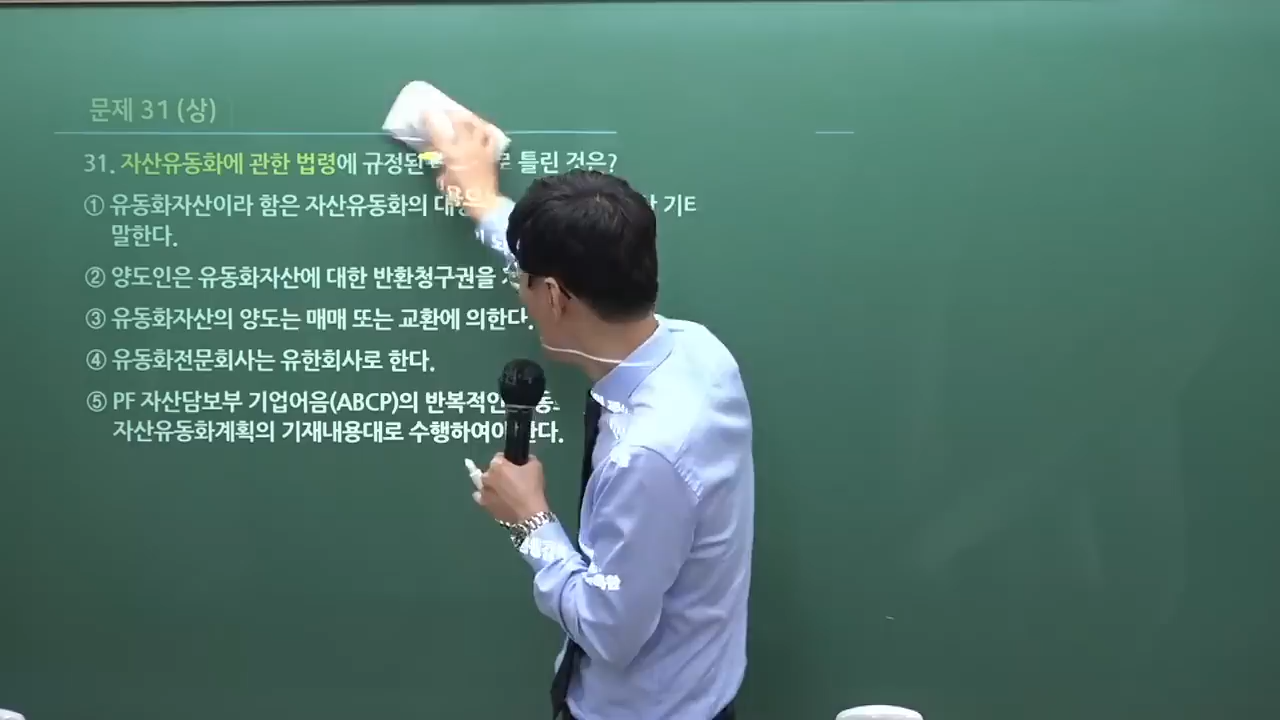 문제 31 (상)
31. 자산유동화에 관한 법령에 규정된 틀린 것은?
① 유동화자산이라 함은 자산유동화의 기타
말한다.
② 양도인은 유동화자산에 대한 반환청구권을
③ 유동화자산의 양도는 매매 또는 교환에 의한다.
④ 유동화전문회사는 유한회사로 한다.
⑤ PF 자산담보부 기업어음(ABCP)의 반복적인
자산유동화계획의 기재내용대로 수행하여야 한다.